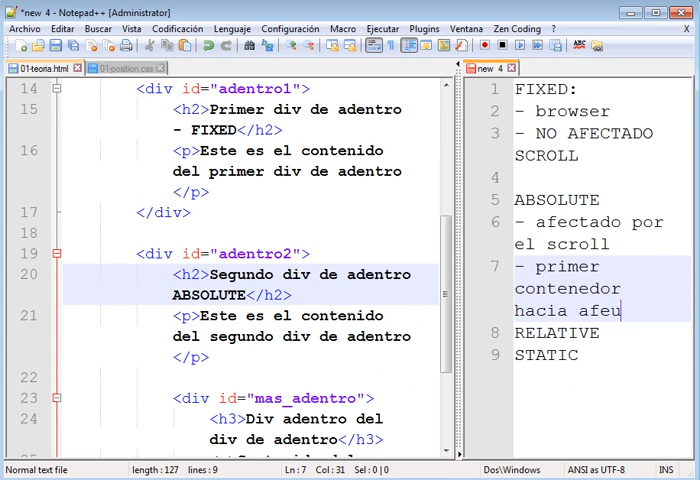 *new 4 - Notepad++ [Administrator]
Archivo Editar Buscar Vista Codificación Lenguaje Configuración Macro Ejecutar Plugins Ventana Zen Coding ? X
01-teoria.html 01-position.css
new 4
14 <div id="adentro1">
15 <h2>Primer div de adentro
- FIXED</h2>
16 <p>Este es el contenido
del primer div de adentro
</p>
17 </div>
18
19 <div id="adentro2">
20 <h2>Segundo div de adentro
ABSOLUTE</h2>
21 <p>Este es el contenido
del segundo div de adentro
</p>
22
23 <div id="mas_adentro">
24 <h3>Div adentro del
div de adentro</h3>
1 FIXED:
2 - browser
3 - NO AFECTADO
SCROLL
4
5 ABSOLUTE
6 - afectado por
el scroll
7 - primer
contenedor
hacia afeu
8 RELATIVE
9 STATIC
Normal text file length : 127 lines : 9 Ln : 7 Col : 31 Sel : 0 | 0 Dos\Windows ANSI as UTF-8 INS